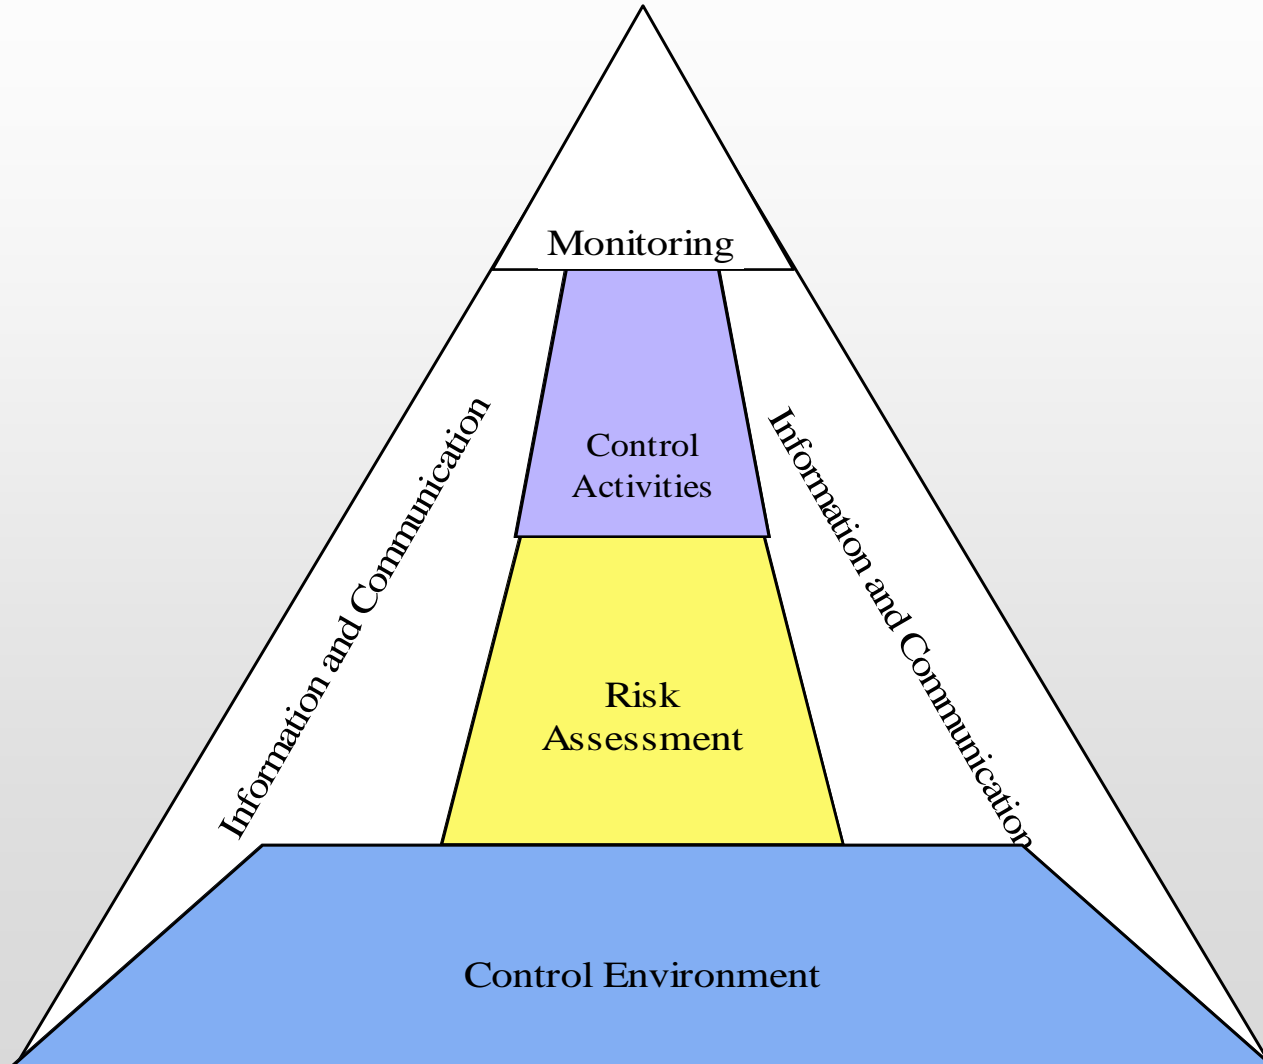 Monitoring
Control
Activities
Information and Communication
Information and Communication
Risk
Assessment
Control Environment